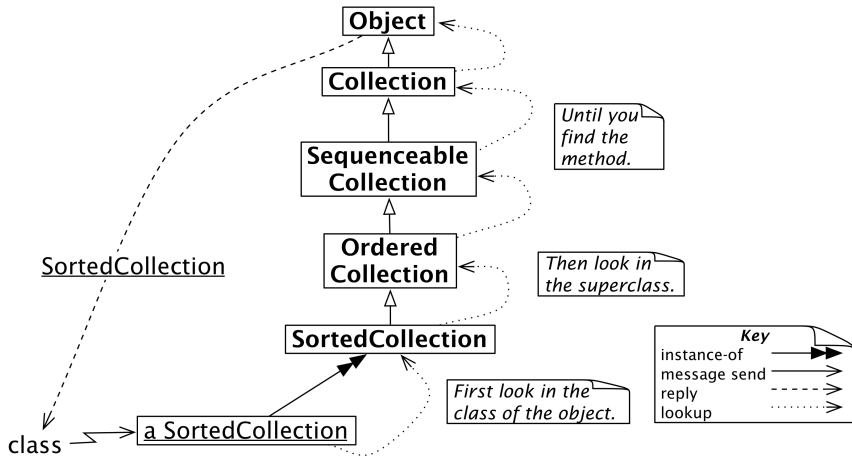 Object
Collection
Until you
find the
method.
Sequenceable
Collection
Ordered
Collection
SortedCollection
Then look in
the superclass.
SortedCollection
Key
instance-of
message send
reply
lookup
First look in the
class of the object.
a SortedCollection
class